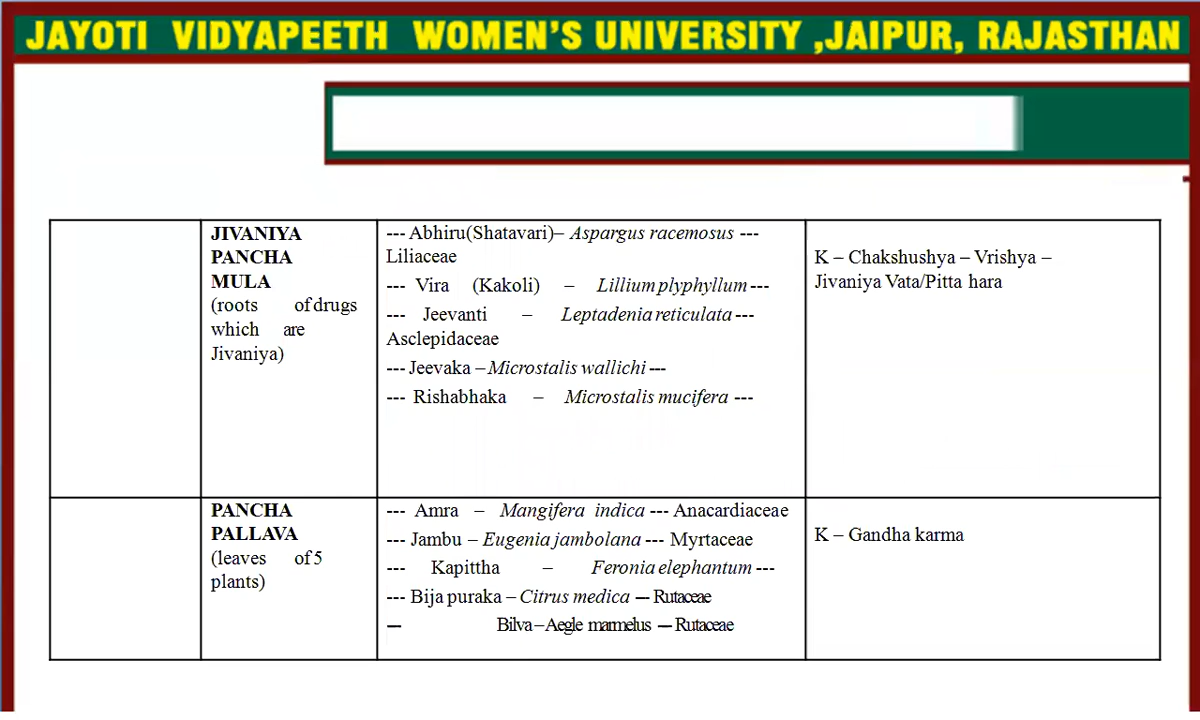 JAYOTI VIDYAPEETH WOMEN'S UNIVERSITY ,JAIPUR, RAJASTHAN
JIVANIYA
PANCHA
MULA
(roots of drugs
which are
Jivaniya)
--- Abhiru(Shatavari)– Aspargus racemosus ---
Liliaceae
--- Vira (Kakoli) – Lillium plyphyllum ---
--- Jeevanti – Leptadenia reticulata ---
Asclepidaceae
--- Jeevaka – Microstalis wallichi ---
--- Rishabhaka – Microstalis mucifera ---
K – Chakshushya – Vrishya –
Jivaniya Vata/Pitta hara
PANCHA
PALLAVA
(leaves of 5
plants)
--- Amra – Mangifera indica --- Anacardiaceae
--- Jambu – Eugenia jambolana --- Myrtaceae
--- Kapittha – Feronia elephantum ---
--- Bija puraka – Citrus medica --- Rutaceae
--- Bilva – Aegle marmelus --- Rutaceae
K – Gandha karma